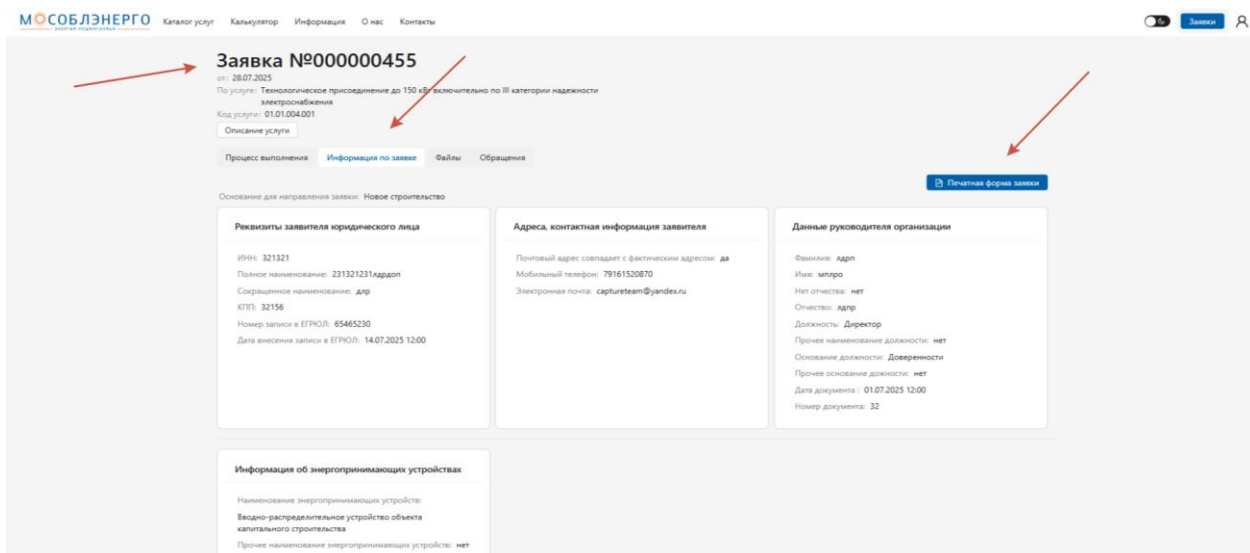 МОСОБЛЭНЕРГО
ЭНЕРГИЯ ПОДМОСКОВЬЯ
Каталог услуг Калькулятор Информация О нас Контакты
Заявки
Заявка №000000455
от: 28.07.2025
По услуге: Технологическое присоединение до 150 кВт включительно по III категории надежности
электроснабжения
Код услуги: 01.01.004.001
Описание услуги
Процесс выполнения Информация по заявке Файлы Обращения
Печатная форма заявки
Основание для направления заявки: Новое строительство
Реквизиты заявителя юридического лица
ИНН: 321321
Полное наименование: 231321231лдрдоп
Сокращенное наименование: длр
КПП: 32156
Номер записи в ЕГРЮЛ: 65465230
Дата внесения записи в ЕГРЮЛ: 14.07.2025 12:00
Адреса, контактная информация заявителя
Почтовый адрес совпадает с фактическим адресом: да
Мобильный телефон: 79161520870
Электронная почта: captureteam@yandex.ru
Данные руководителя организации
Фамилия: лдрп
Имя: мплро
Нет отчества: нет
Отчество: лдпр
Должность: Директор
Прочее наименование должности: нет
Основание должности: Доверенности
Прочее основание дожности: нет
Дата документа : 01.07.2025 12:00
Номер документа: 32
Информация об энергопринимающих устройствах
Наименование энергопринимающих устройств:
Вводно-распределительное устройство объекта
капитального строительства
Прочее наименование энергопринимающих устройств: нет